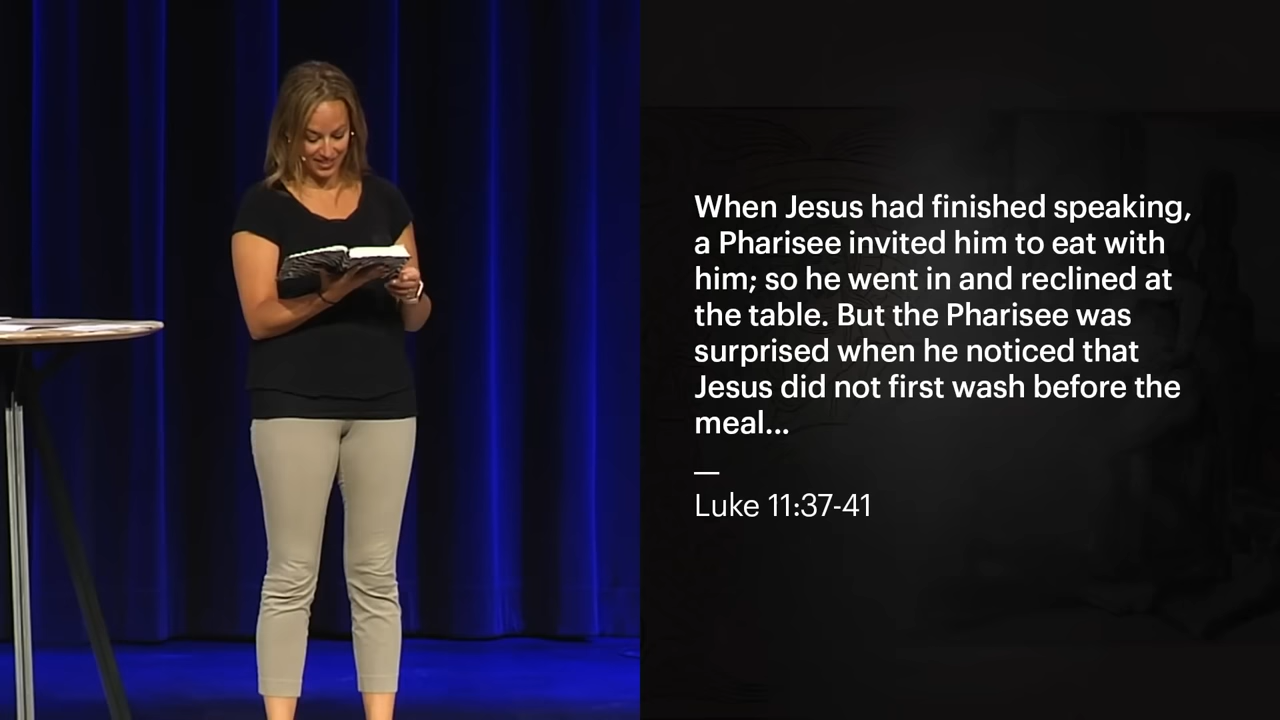 When Jesus had finished speaking,
a Pharisee invited him to eat with
him; so he went in and reclined at
the table. But the Pharisee was
surprised when he noticed that
Jesus did not first wash before the
meal...
—
Luke 11:37-41